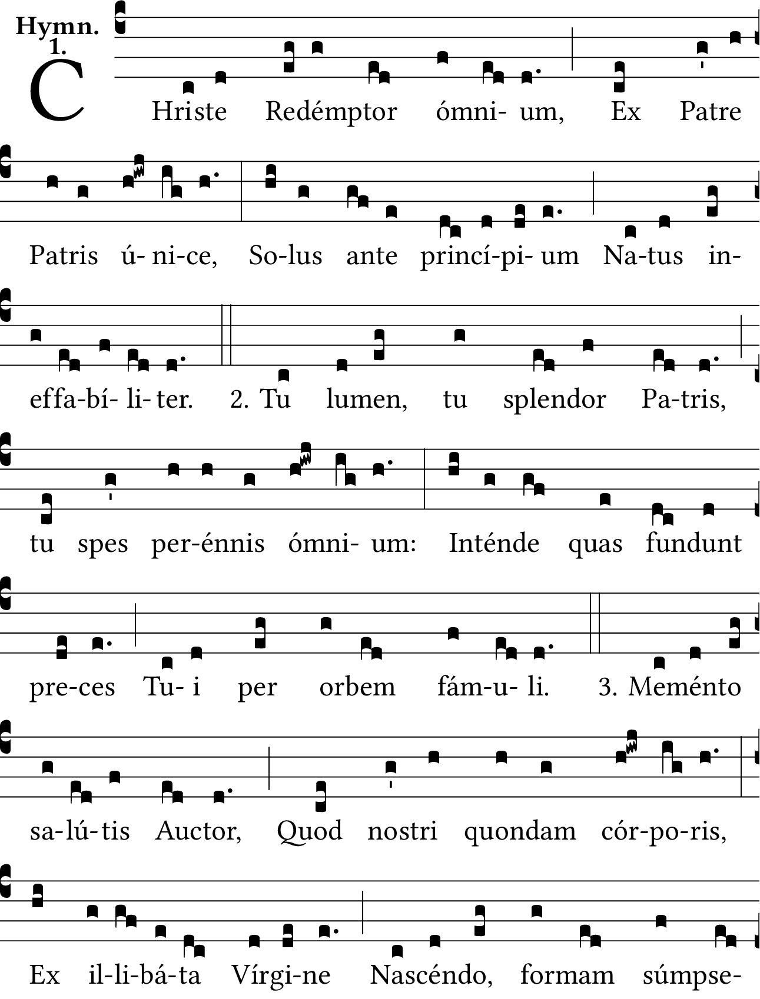 Hymn.
1.
CHriste Redémptor ómni- um, Ex Patre
Patris ú- ni-ce, So-lus ante princí-pi- um Na-tus in-
effa-bí- li- ter. 2. Tu lumen, tu splendor Pa-tris,
tu spes per-énnis ómni- um: Inténde quas fundunt
pre-ces Tu- i per orbem fám-u- li. 3. Meménto
sa-lú-tis Auctor, Quod nostri quondam cór-po-ris,
Ex il-li-bá-ta Vírgi-ne Nascéndo, formam súmpse-